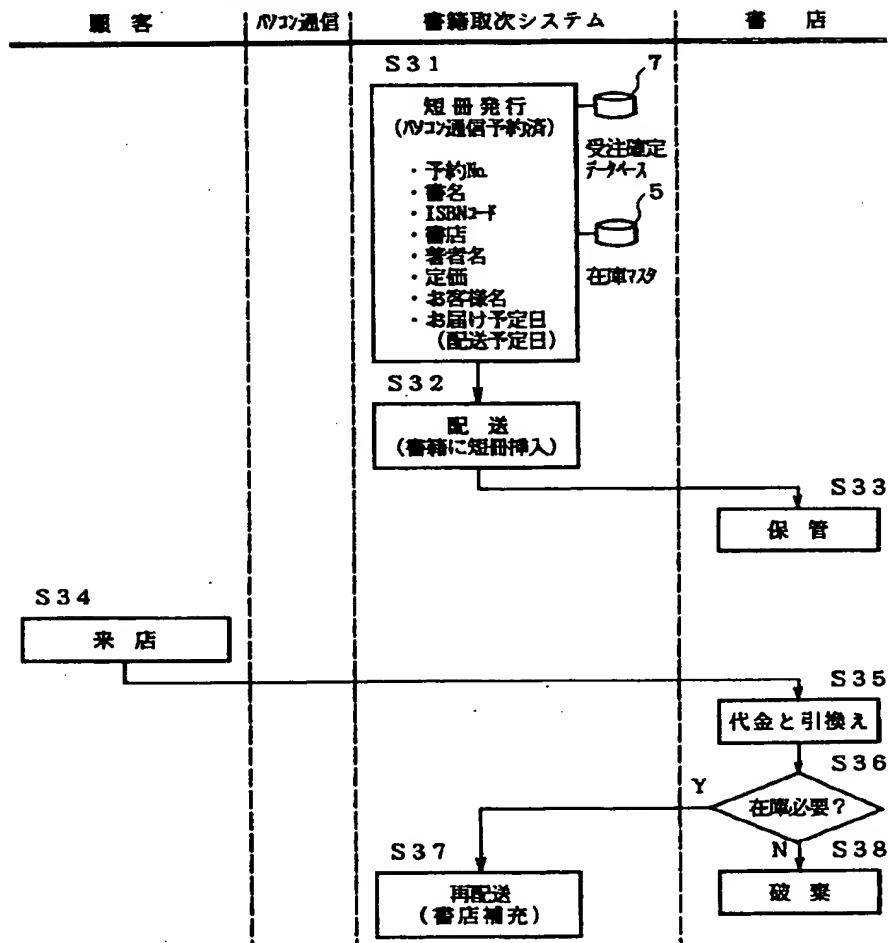 顧客
パソコン通信
書籍取次システム
書店
S31
7
短冊発行
(パソコン通信予約済)
受注確定
データベース
・予約No.
・書名
・ISBNコード
・書店
・著者名
・定価
・お客様名
・お届け予定日
(配送予定日)
5
在庫マスタ
S32
配送
(書籍に短冊挿入)
S33
保管
S34
来店
S35
代金と引換え
S36
Y
在庫必要?
S37
N
S38
再配送
(書店補充)
破棄